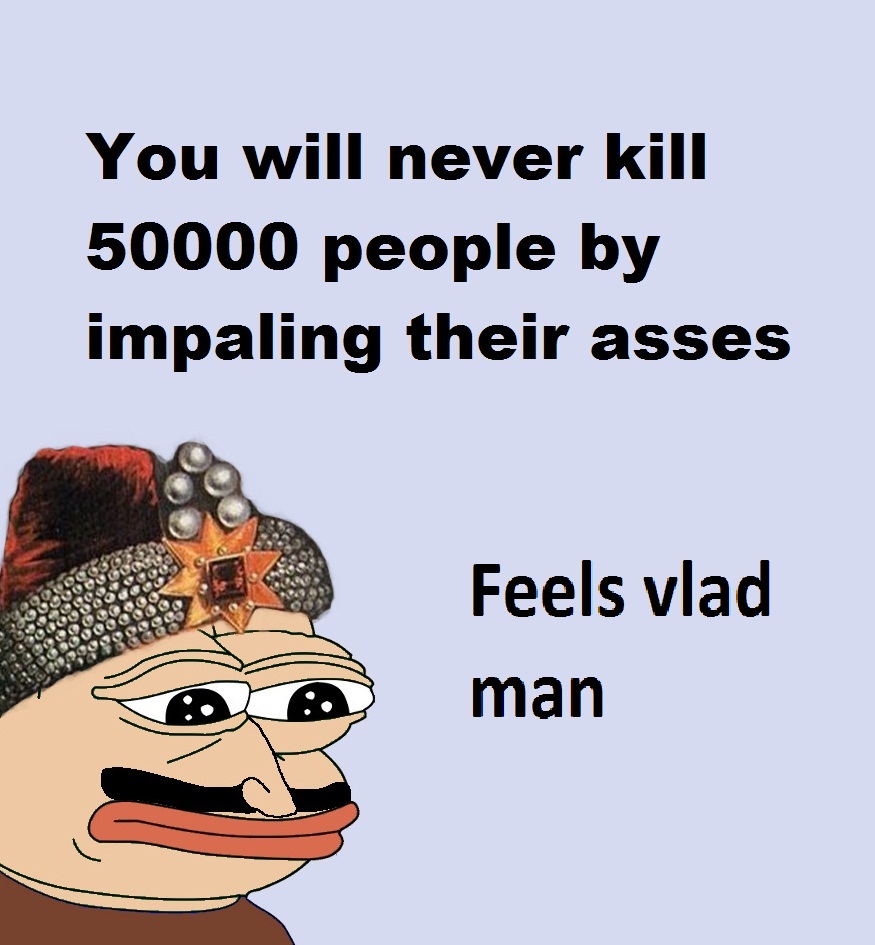 You will never kill
50000 people by
impaling their asses
Feels vlad
man